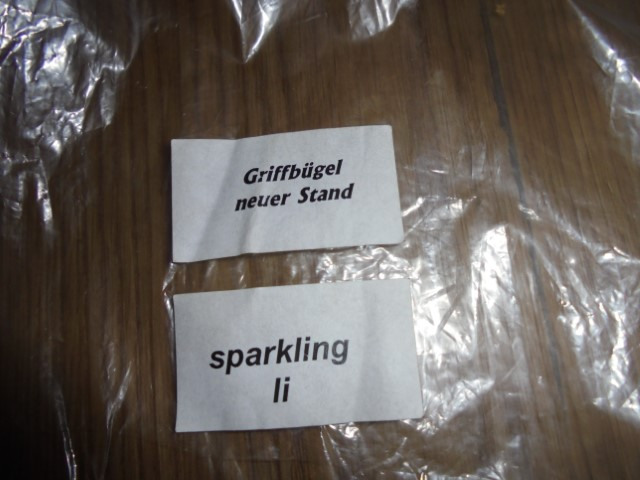 Griffbügel
neuer Stand
sparkling
li